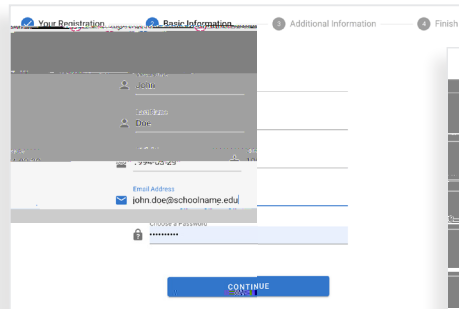 Your Registration
2 Basic Information
3 Additional Information
4 Finish
John
Last Name
Doe
Email Address
john.doe@schoolname.edu
Choose a Password
••••••••••
CONTINUE